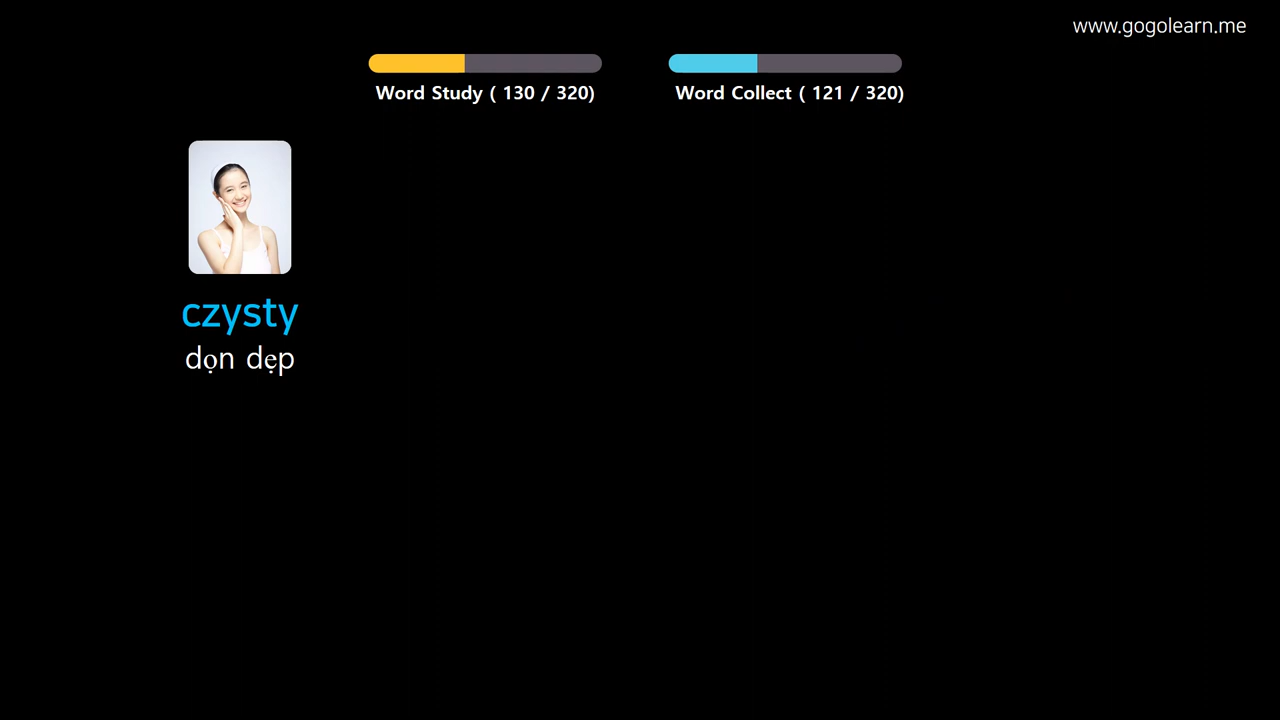 www.gogolearn.me
Word Study ( 130 / 320)
Word Collect ( 121 / 320)
czysty
dọn dẹp